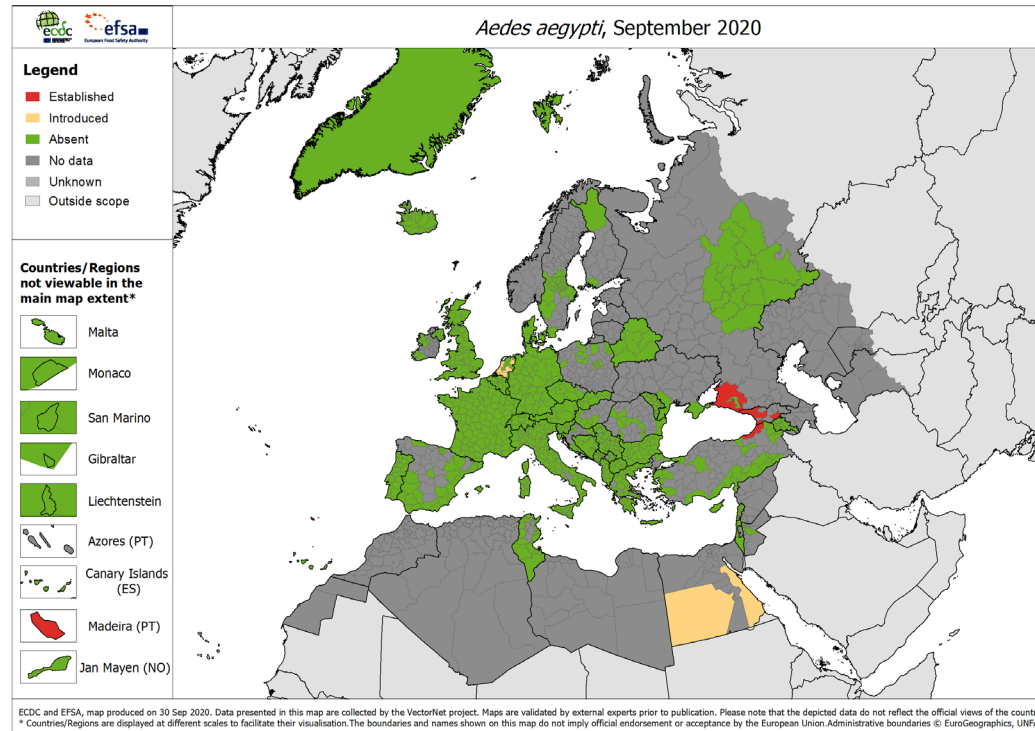 ecdc
efsa
European Food Safety Authority
Aedes aegypti, September 2020
Legend
Established
Introduced
Absent
No data
Unknown
Outside scope
Countries/Regions
not viewable in the
main map extent*
Malta
Monaco
San Marino
Gibraltar
Liechtenstein
Azores (PT)
Canary Islands
(ES)
Madeira (PT)
Jan Mayen (NO)
ECDC and EFSA, map produced on 30 Sep 2020. Data presented in this map are collected by the VectorNet project. Maps are validated by external experts prior to publication. Please note that the depicted data do not reflect the official views of the countr
* Countries/Regions are displayed at different scales to facilitate their visualisation.The boundaries and names shown on this map do not imply official endorsement or acceptance by the European Union.Administrative boundaries © EuroGeographics, UNFA